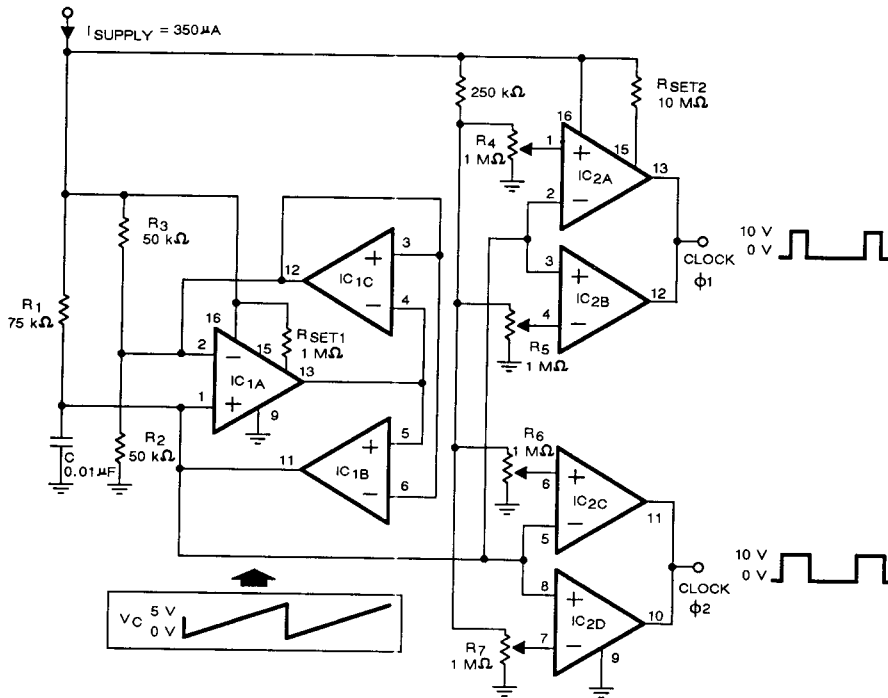 I SUPPLY = 350µA
250 kΩ
RSET2
10 MΩ
R4
1 MΩ
16
1
+
15
13
IC2A
2
−
10 V
0 V
CLOCK
φ1
3
+
IC2B
12
4
−
R5
1 MΩ
R3
50 kΩ
R1
75 kΩ
12
IC1C
+
3
−
4
RSET1
1 MΩ
16
15
2
−
IC1A
13
1
+
9
C
0.01µF
R2
50 kΩ
11
IC1B
+
5
−
6
R6
1 MΩ
6
+
IC2C
11
5
−
10 V
0 V
CLOCK
φ2
8
+
IC2D
10
7
−
9
R7
1 MΩ
VC
5 V
0 V